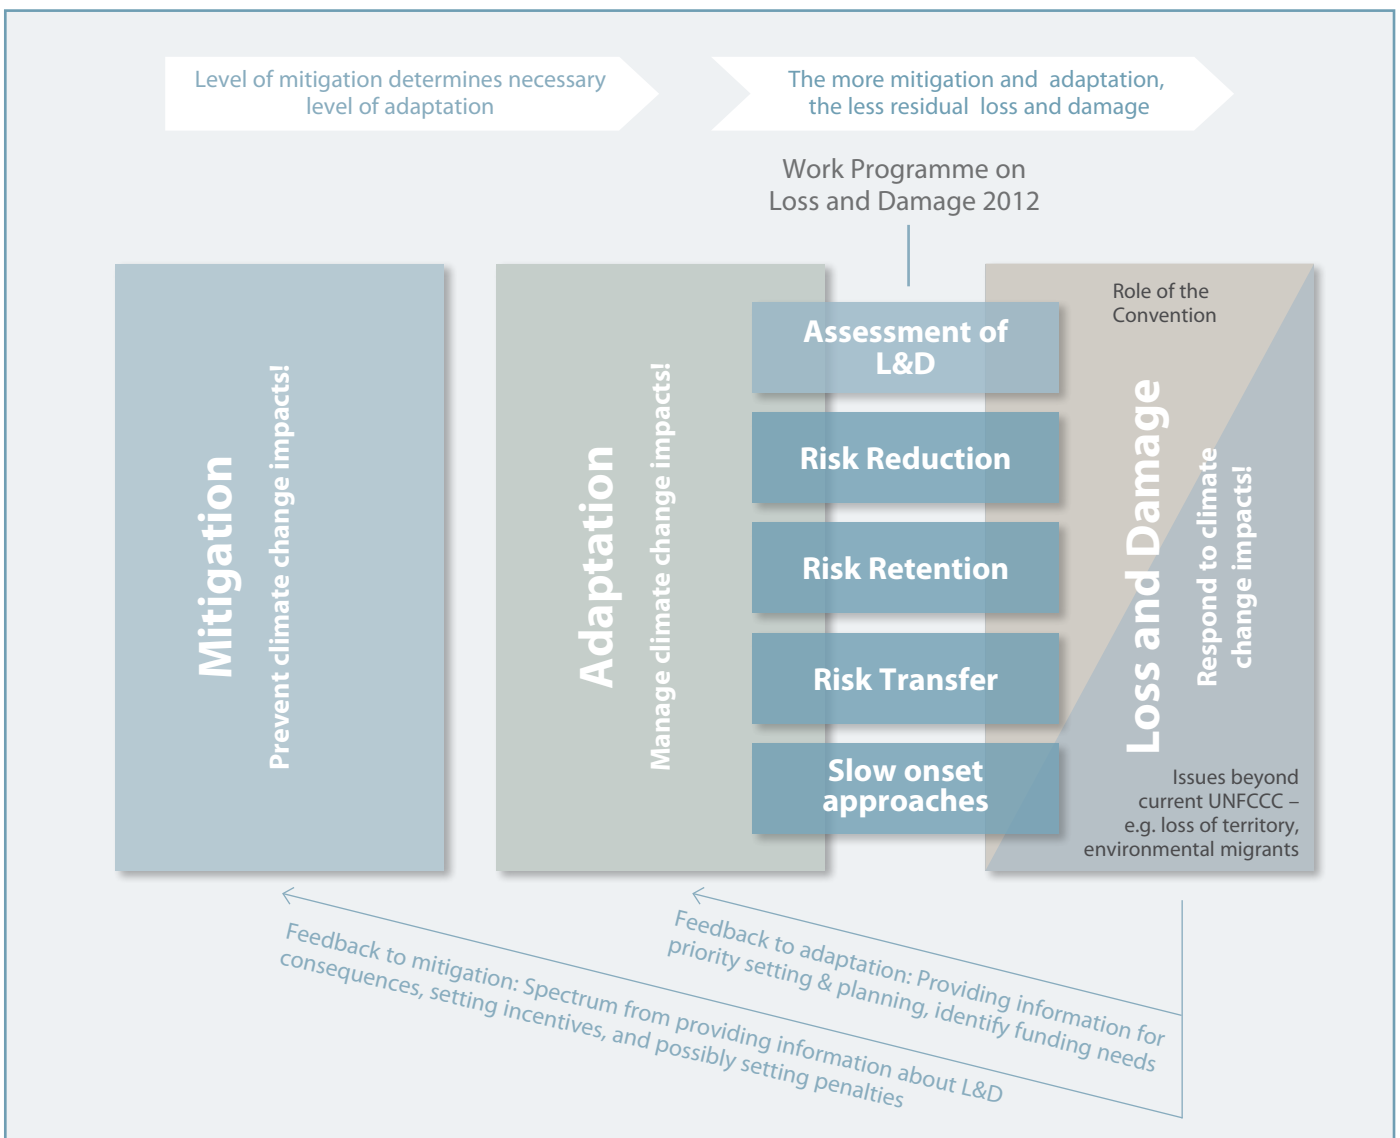 Level of mitigation determines necessary
level of adaptation
The more mitigation and adaptation,
the less residual loss and damage
Work Programme on
Loss and Damage 2012
Mitigation
Prevent climate change impacts!
Adaptation
Manage climate change impacts!
Assessment of
L&D
Risk Reduction
Risk Retention
Risk Transfer
Slow onset
approaches
Role of the
Convention
Loss and Damage
Respond to climate
change impacts!
Issues beyond
current UNFCCC –
e.g. loss of territory,
environmental migrants
Feedback to mitigation: Spectrum from providing information about L&D
consequences, setting incentives, and possibly setting penalties
Feedback to adaptation: Providing information for
priority setting & planning, identify funding needs